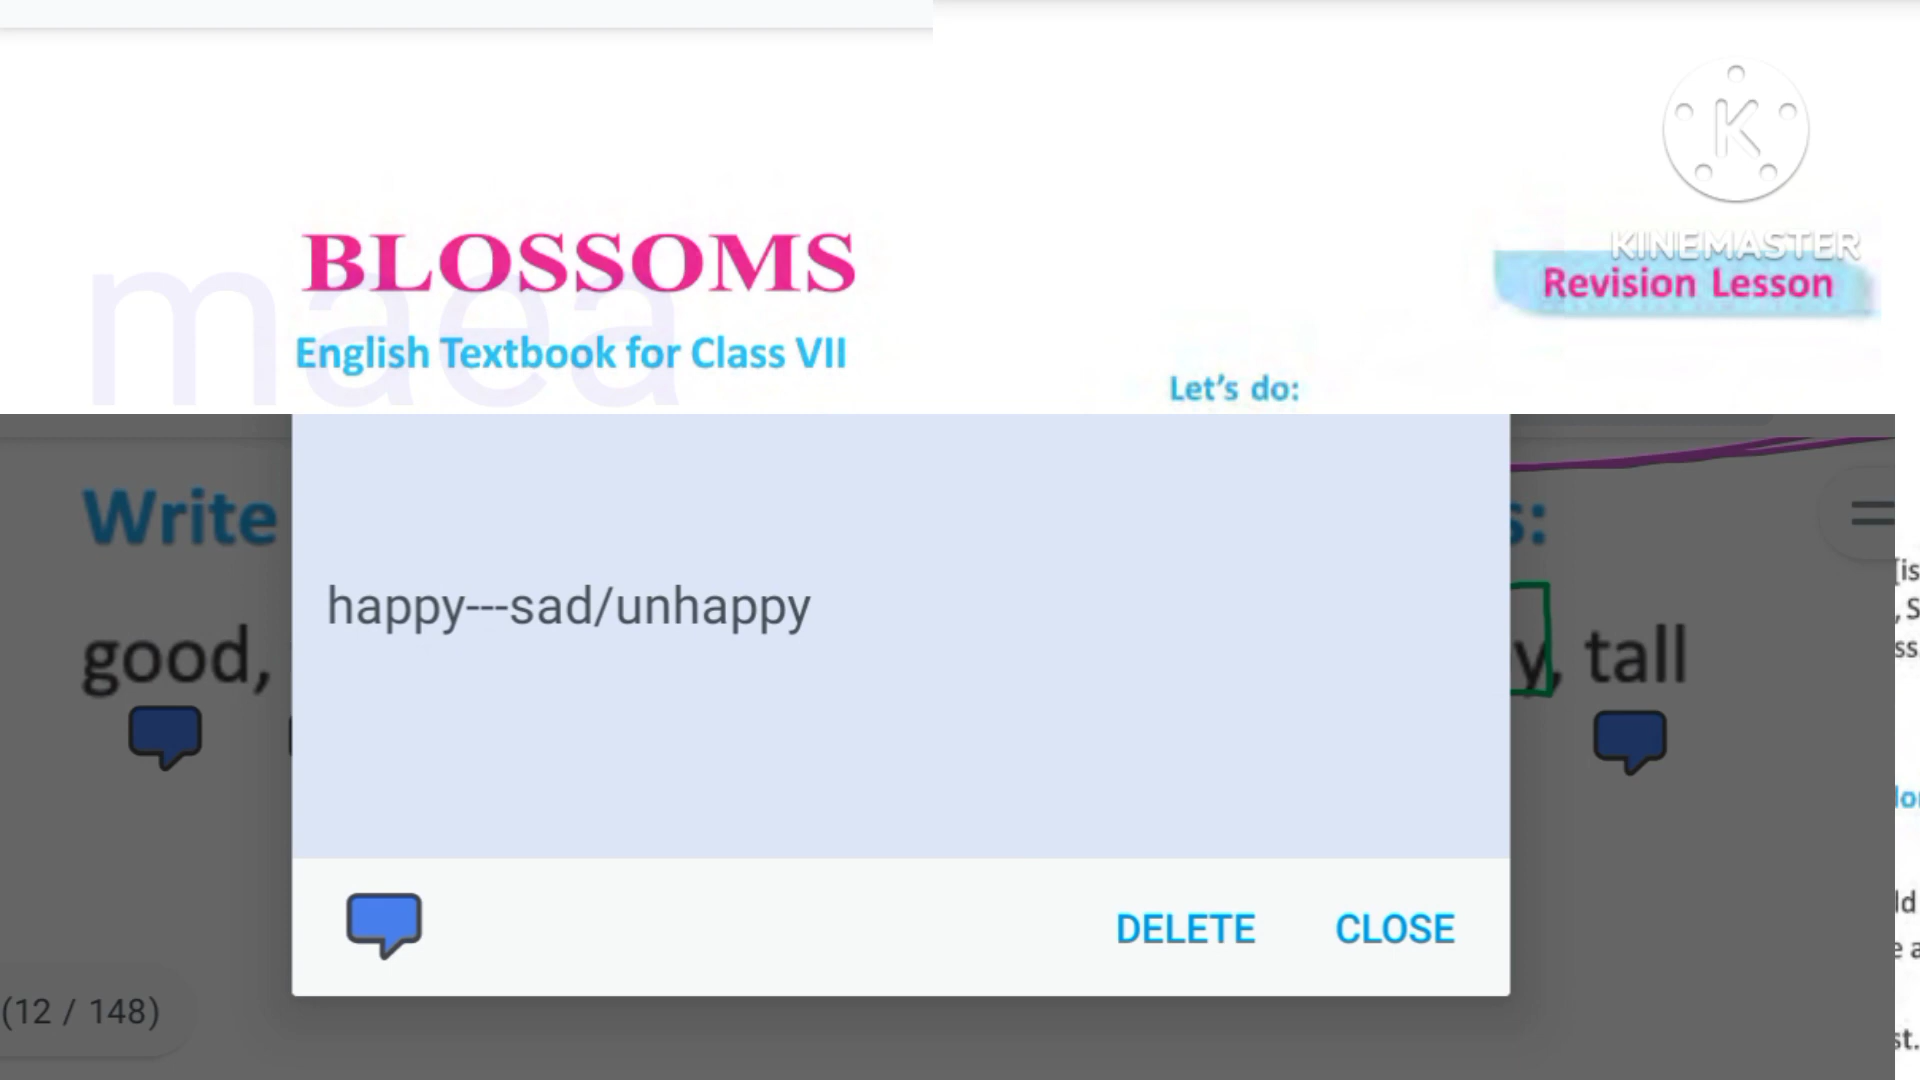 K
KINEMASTER
BLOSSOMS
maea
English Textbook for Class VII
Revision Lesson
Let's do:
Write
s:
happy---sad/unhappy
good,
y, tall
DELETE CLOSE
(12 / 148)